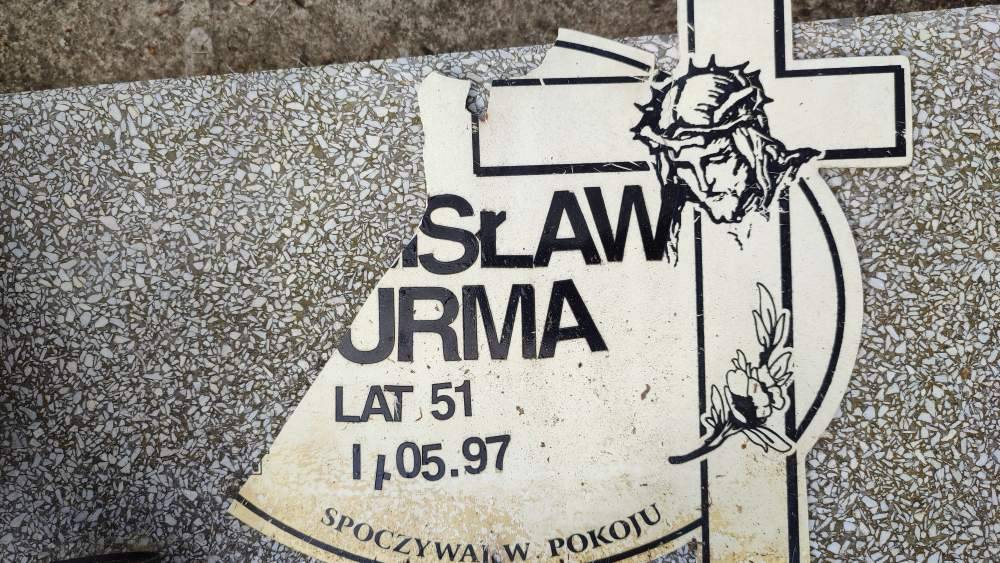 ISŁAW
URMA
LAT 51
05.97
SPOCZYWAJ W POKOJU